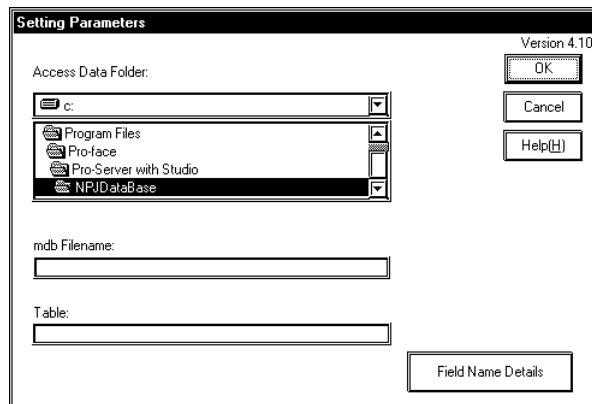 Setting Parameters
Version 4.10
Access Data Folder:
OK
c:
Cancel
Program Files
Pro-face
Help(H)
Pro-Server with Studio
NPJDataBase
mdb Filename:
Table:
Field Name Details